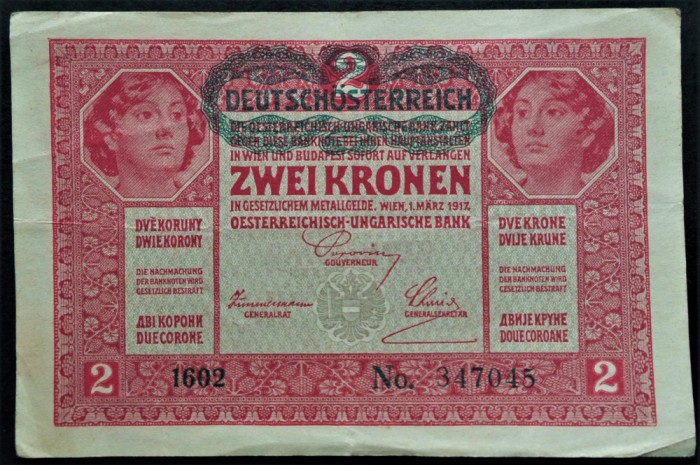 2
DEUTSCHÖSTERREICH
DIE OESTERREICHISCH-UNGARISCHE BANK ZAHLT
GEGEN DIESE BANKNOTE BEI IHREN HAUPTANSTALTEN
IN WIEN UND BUDAPEST SOFORT AUF VERLANGEN
ZWEI KRONEN
IN GESETZLICHEM METALLGELDE. WIEN, 1. MÄRZ 1917.
OESTERREICHISCH-UNGARISCHE BANK
GOUVERNEUR
GENERALRAT
GENERALSEKRETÄR
DVĚ KORUNY
DWIE KORONY
DIE NACHMACHUNG
DER BANKNOTEN WIRD
GESETZLICH BESTRAFT
ДВІ КОРОНИ
DUE CORONE
DVE KRONE
DVIJE KRUNE
DIE NACHMACHUNG
DER BANKNOTEN WIRD
GESETZLICH BESTRAFT
ДВИЈЕ КРУНЕ
DOUE COROANE
2
1602
No. 347045
2